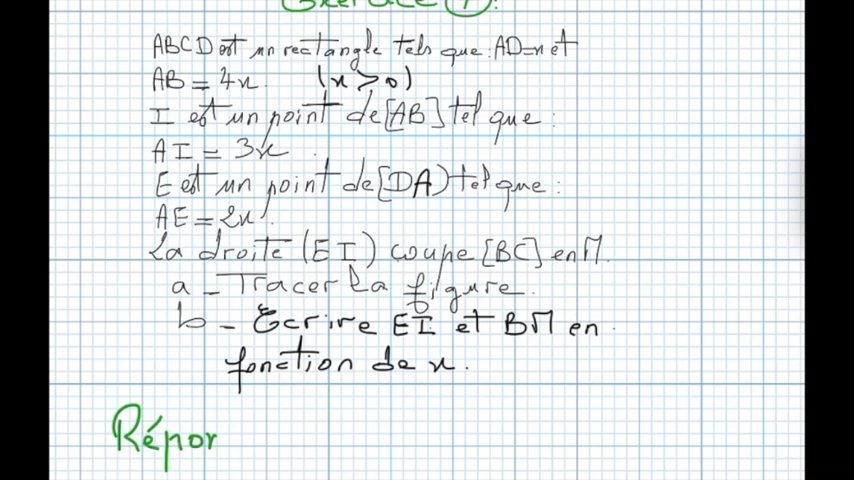 Exercice 1:
ABCD est un rectangle tels que: AD=x et
AB = 4x. (x > 0)
I est un point de [AB] tel que:
AI = 3x.
E est un point de [DA) tel que:
AE = 2x.
La droite (EI) coupe [BC] en M.
a - Tracer la figure.
b - Ecrire EI et BM en
fonction de x.
Répon